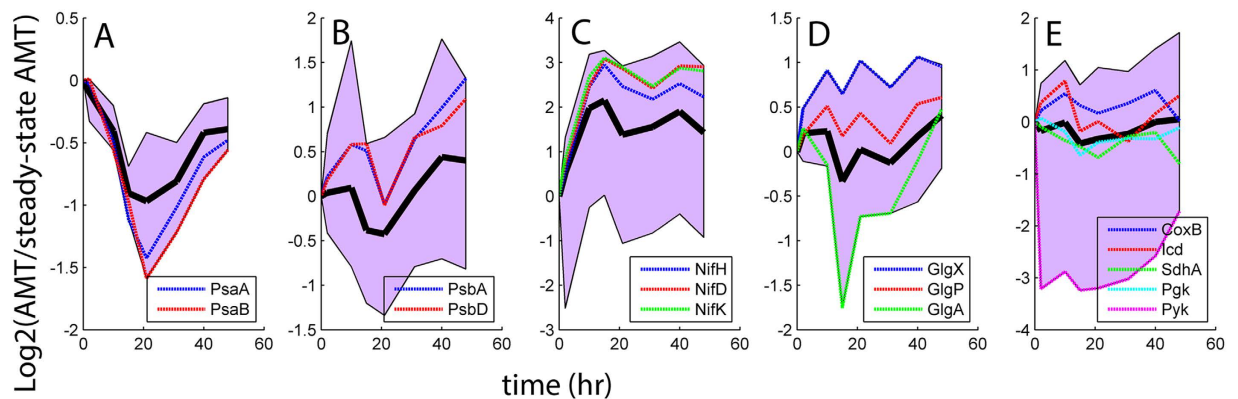 Log2(AMT/steady-state AMT)
A
0.5
0
-0.5
-1
-1.5
-2
0 20 40 60
PsaA
PsaB
B
2
1.5
1
0.5
0
-0.5
-1
-1.5
0 20 40 60
PsbA
PsbD
C
4
3
2
1
0
-1
-2
-3
0 20 40 60
NifH
NifD
NifK
D
1.5
1
0.5
0
-0.5
-1
-1.5
-2
0 20 40 60
GlgX
GlgP
GlgA
E
2
1
0
-1
-2
-3
-4
0 20 40 60
CoxB
Icd
SdhA
Pgk
Pyk
time (hr)